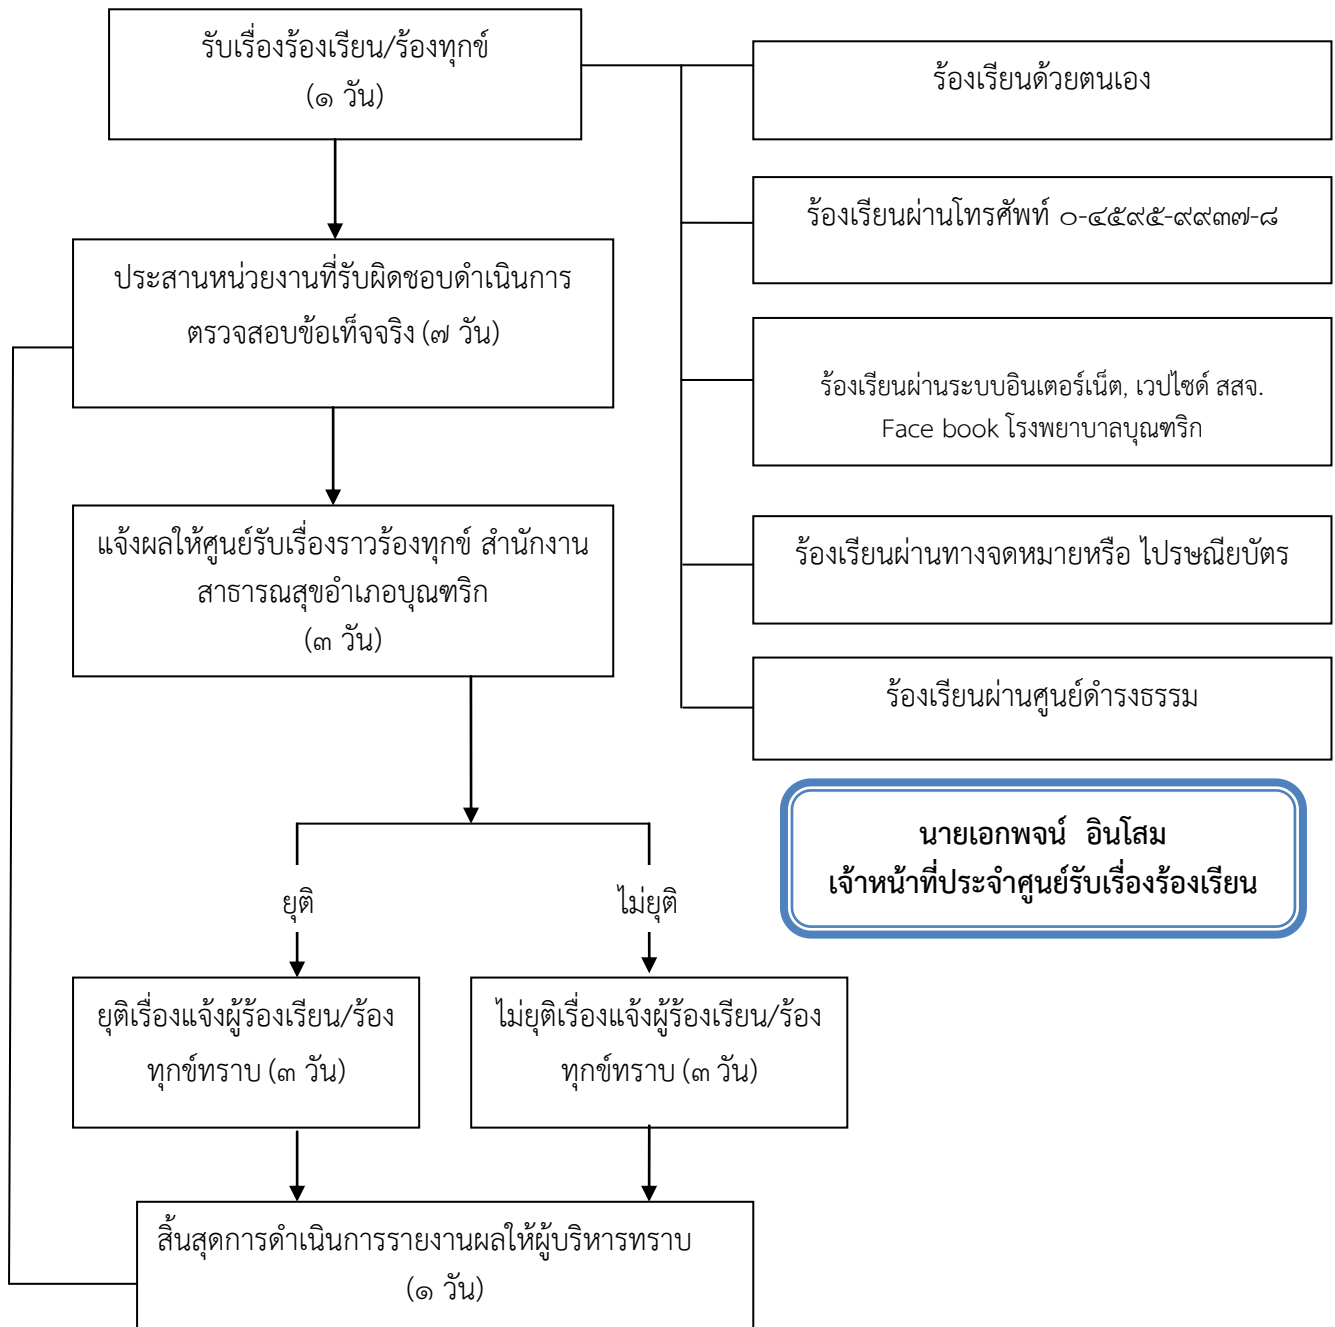 รับเรื่องร้องเรียน/ร้องทุกข์
(๑ วัน)
ร้องเรียนด้วยตนเอง
ร้องเรียนผ่านโทรศัพท์ ๐-๔๕๙๕-๙๙๓๗-๘
ประสานหน่วยงานที่รับผิดชอบดำเนินการ
ตรวจสอบข้อเท็จจริง (๗ วัน)
ร้องเรียนผ่านระบบอินเตอร์เน็ต, เวปไซด์ สสจ.
Face book โรงพยาบาลบุณฑริก
แจ้งผลให้ศูนย์รับเรื่องราวร้องทุกข์ สำนักงาน
สาธารณสุขอำเภอบุณฑริก
(๓ วัน)
ร้องเรียนผ่านทางจดหมายหรือ ไปรษณียบัตร
ร้องเรียนผ่านศูนย์ดำรงธรรม
นายเอกพจน์ อินโสม
เจ้าหน้าที่ประจำศูนย์รับเรื่องร้องเรียน
ยุติ
ไม่ยุติ
ยุติเรื่องแจ้งผู้ร้องเรียน/ร้อง
ทุกข์ทราบ (๓ วัน)
ไม่ยุติเรื่องแจ้งผู้ร้องเรียน/ร้อง
ทุกข์ทราบ (๓ วัน)
สิ้นสุดการดำเนินการรายงานผลให้ผู้บริหารทราบ
(๑ วัน)